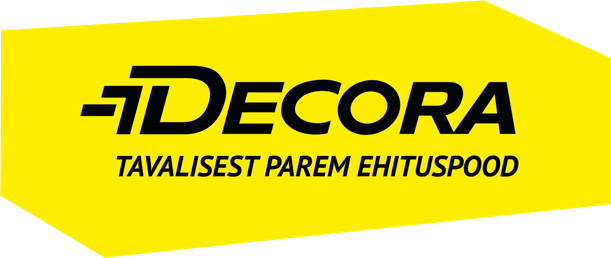 DECORA
TAVALISEST PAREM EHITUSPOOD